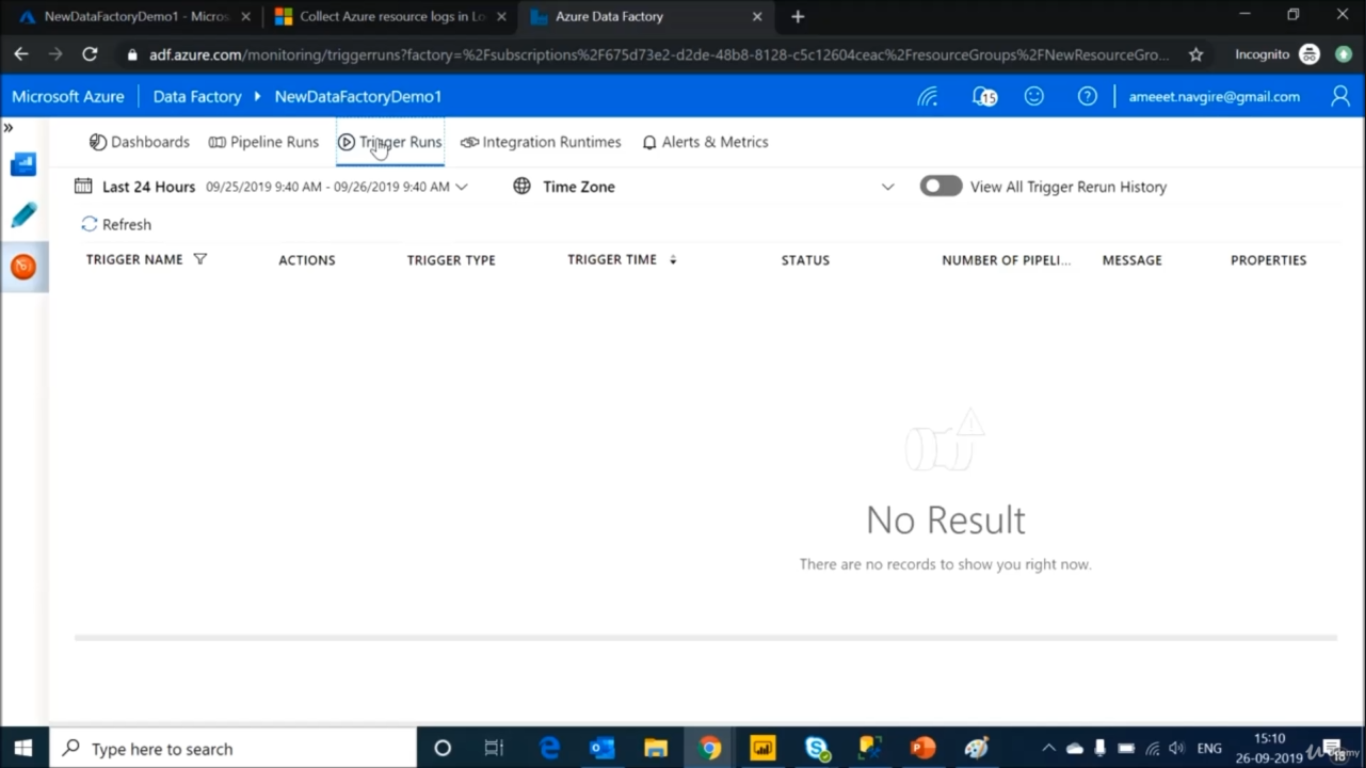 NewDataFactoryDemo1 - Micros
Collect Azure resource logs in Lo
Azure Data Factory
adf.azure.com/monitoring/triggerruns?factory=%2Fsubscriptions%2F675d73e2-d2de-48b8-8128-c5c12604ceac%2FresourceGroups%2FNewResourceGro...
Incognito
Microsoft Azure
Data Factory
NewDataFactoryDemo1
15
ameeet.navgire@gmail.com
Dashboards
Pipeline Runs
Trigger Runs
Integration Runtimes
Alerts & Metrics
Last 24 Hours 09/25/2019 9:40 AM - 09/26/2019 9:40 AM
Time Zone
View All Trigger Rerun History
Refresh
TRIGGER NAME
ACTIONS
TRIGGER TYPE
TRIGGER TIME
STATUS
NUMBER OF PIPELI...
MESSAGE
PROPERTIES
No Result
There are no records to show you right now.
Type here to search
ENG
15:10
26-09-2019
18